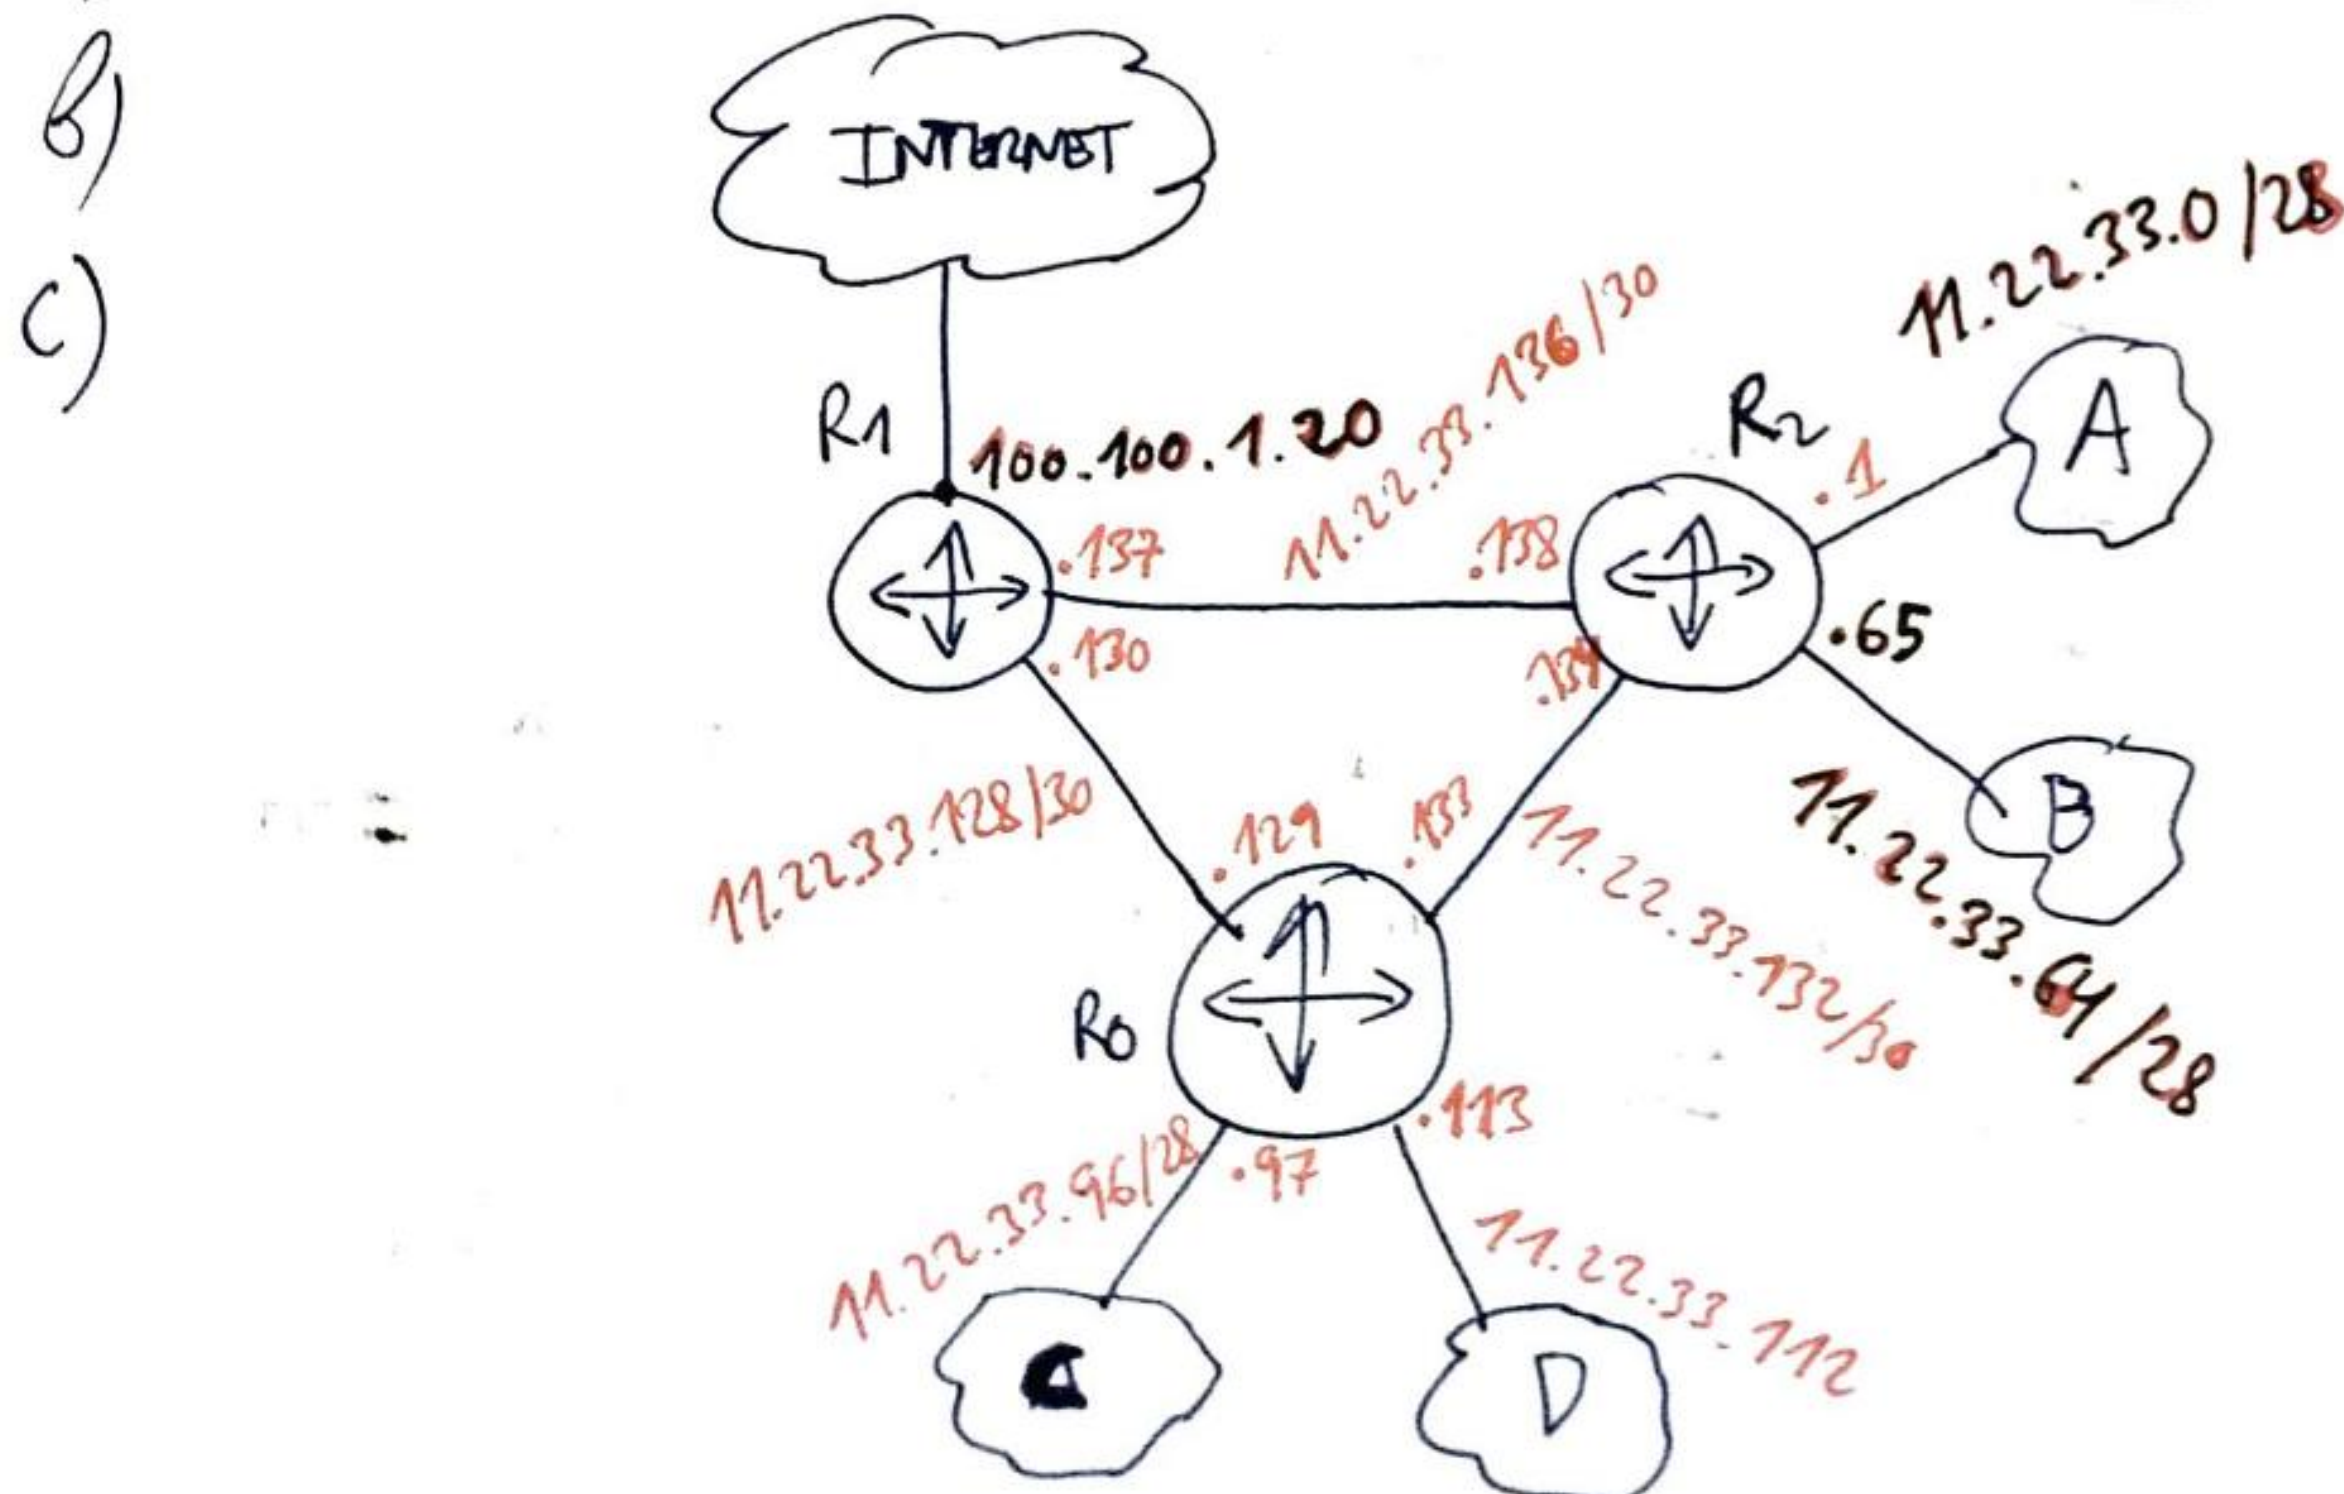 B)
INTERNET
C)
11.22.33.0/28
11.22.33.136/30
R1
100.100.1.20
R2
.1
A
.137
.138
.130
.134
.65
11.22.33.128/30
.129
.133
11.22.33.132/30
B
11.22.33.64/28
R0
.113
11.22.33.96/28
.97
11.22.33.112
C
D